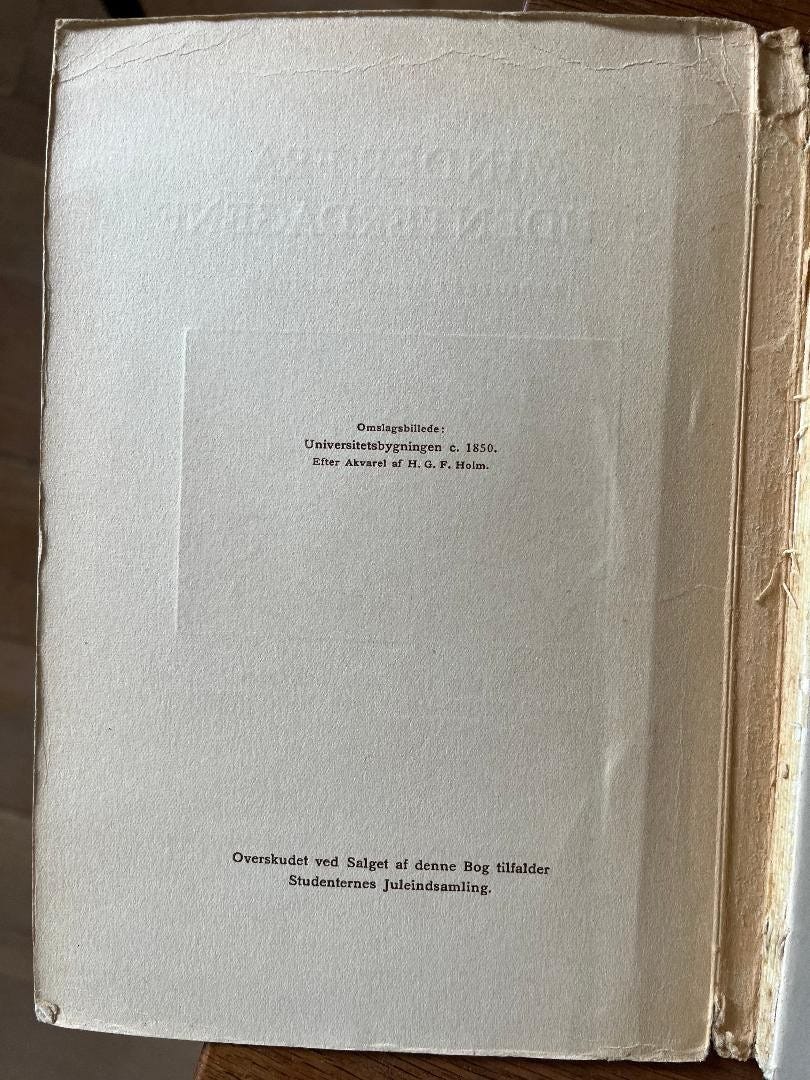 Omslagsbillede:
Universitetsbygningen c. 1850.
Efter Akvarel af H. G. F. Holm.
Overskudet ved Salget af denne Bog tilfalder
Studenternes Juleindsamling.